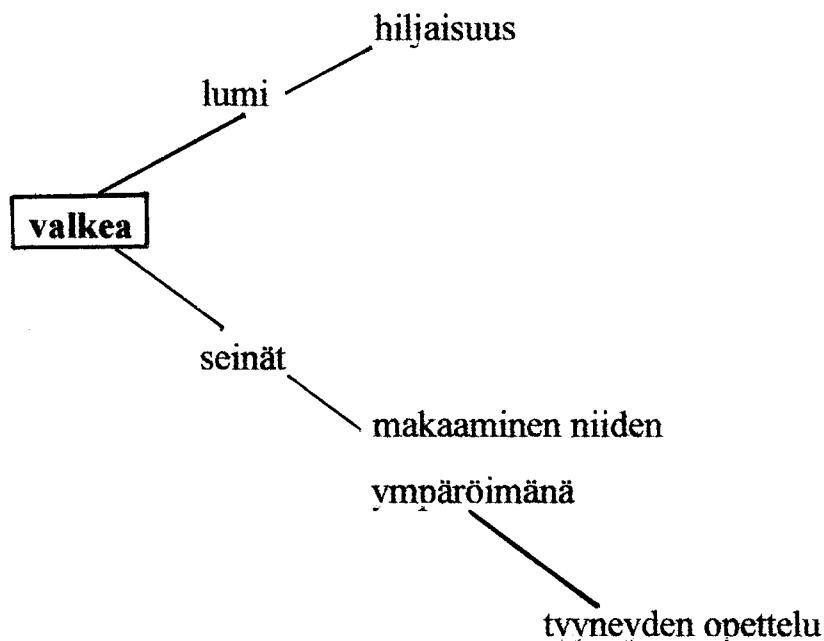 hiljaisuus
lumi
valkea
seinät
makaaminen niiden
ympäröimänä
tyyneyden opettelu